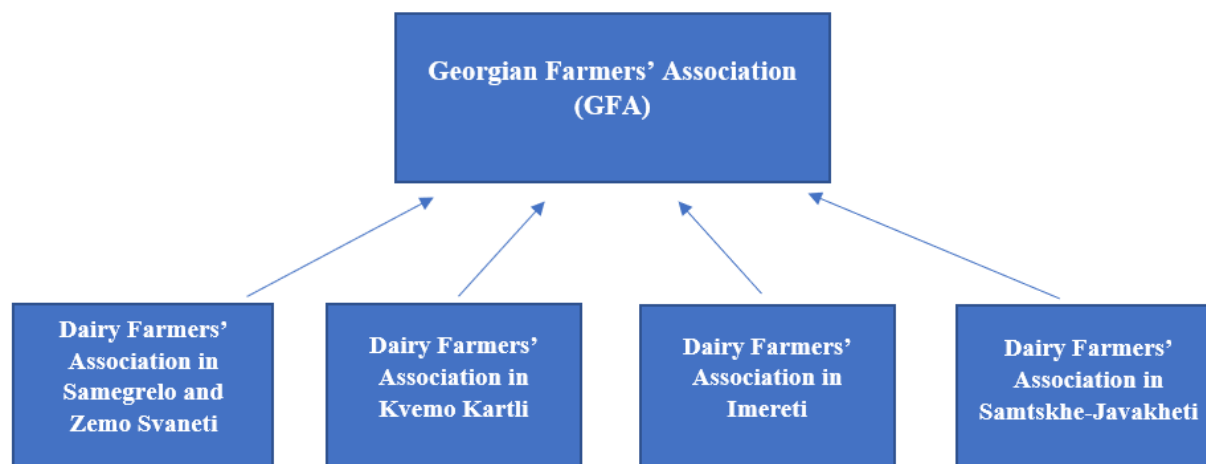 Georgian Farmers’ Association
(GFA)
Dairy Farmers’
Association in
Samegrelo and
Zemo Svaneti
Dairy Farmers’
Association in
Kvemo Kartli
Dairy Farmers’
Association in
Imereti
Dairy Farmers’
Association in
Samtskhe-Javakheti